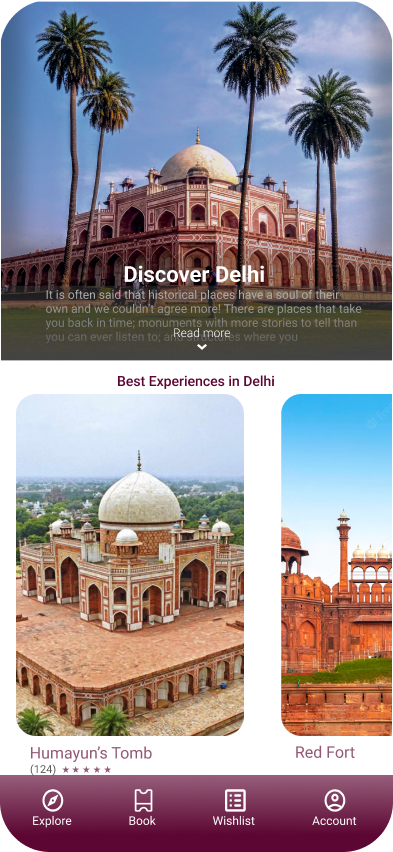 Discover Delhi
It is often said that historical places have a soul of their
own and we couldn't agree more! There are places that take
you back in time; monuments with more stories to tell than
you can ever listen to; and structures where you
Read more
Best Experiences in Delhi
Humayun's Tomb
Red Fort
(124) ★★★★★
Explore
Book
Wishlist
Account